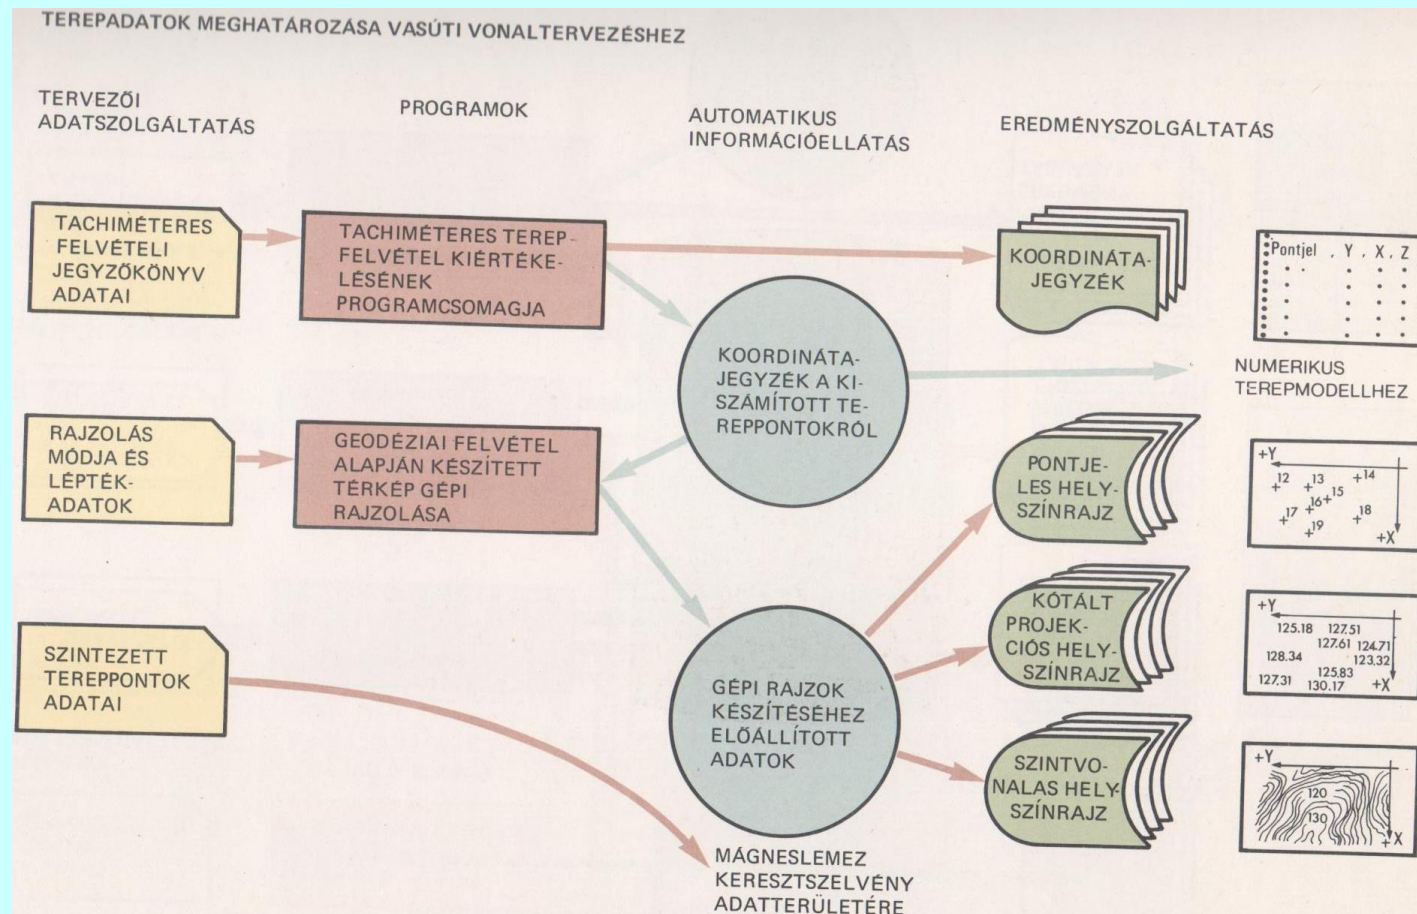 TEREPADATOK MEGHATÁROZÁSA VASÚTI VONALTERVEZÉSHEZ
TERVEZŐI
ADATSZOLGÁLTATÁS
PROGRAMOK
AUTOMATIKUS
INFORMÁCIÓELLÁTÁS
EREDMÉNYSZOLGÁLTATÁS
TACHIMÉTERES
FELVÉTELI
JEGYZŐKÖNYV
ADATAI
TACHIMÉTERES TEREP-
FELVÉTEL KIÉRTÉKE-
LÉSÉNEK
PROGRAMCSOMAGJA
KOORDINÁTA-
JEGYZÉK
Pontjel , Y , X , Z
KOORDINÁTA-
JEGYZÉK A KI-
SZÁMÍTOTT TE-
REPPONTOKRÓL
NUMERIKUS
TEREPMODELLHEZ
RAJZOLÁS
MÓDJA ÉS
LÉPTÉK-
ADATOK
GEODÉZIAI FELVÉTEL
ALAPJÁN KÉSZÍTETT
TÉRKÉP GÉPI
RAJZOLÁSA
PONTJE-
LES HELY-
SZÍNRAJZ
+Y
+12 +13 +14
+16 +15
+17 +18
+19 +X
SZINTEZETT
TEREPPONTOK
ADATAI
GÉPI RAJZOK
KÉSZÍTÉSÉHEZ
ELŐÁLLÍTOTT
ADATOK
KÓTÁLT
PROJEK-
CIÓS HELY-
SZÍNRAJZ
+Y
125.18 127.51
127.61 124.71
128.34 123.32
125.83
127.31 130.17 +X
SZINTVO-
NALAS HELY-
SZÍNRAJZ
+Y
120
130
+X
MÁGNESLEMEZ
KERESZTSZELVÉNY
ADATTERÜLETÉRE